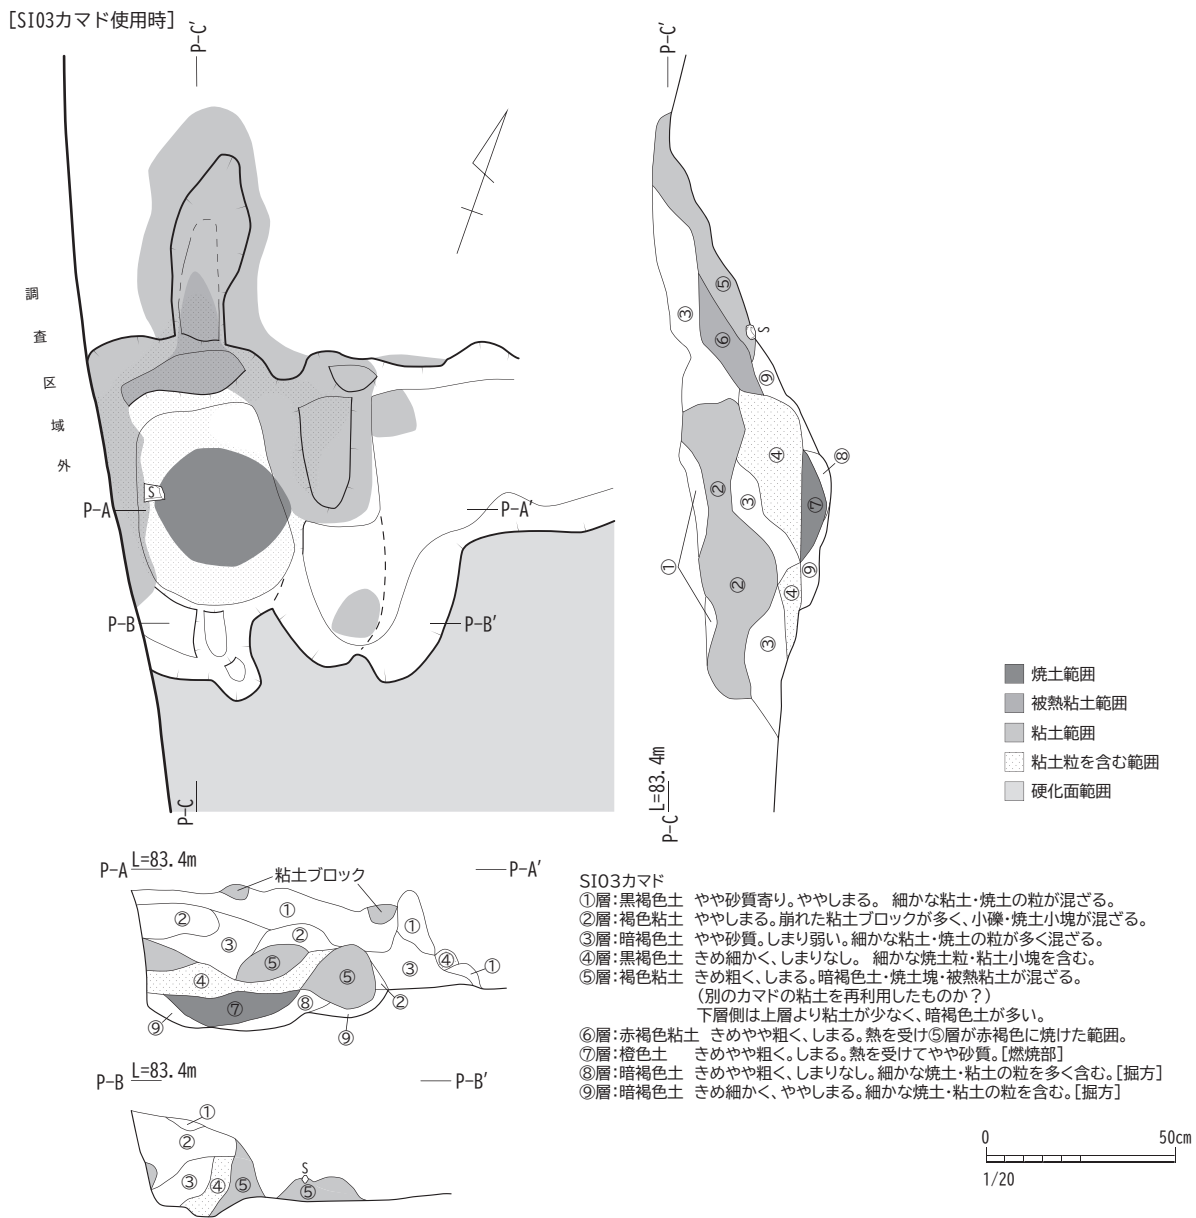 [SI03カマド使用時]
P-C′
P-C′
調
査
区
域
外
⑤
③
⑥
S
⑨
④
⑧
②
③
⑦
S
P-A
P-A′
①
⑨
②
④
P-B
P-B′
③
焼土範囲
被熱粘土範囲
粘土範囲
粘土粒を含む範囲
硬化面範囲
P-C
P-C L=83.4m
P-A L=83.4m
P-A′
粘土ブロック
②
①
①
③
②
⑤
⑤
③
④
①
④
⑦
⑧
②
⑨
⑨
P-B L=83.4m
P-B′
①
②
③
④
⑤
S
⑤
SI03カマド
①層:黒褐色土 やや砂質寄り。ややしまる。 細かな粘土・焼土の粒が混ざる。
②層:褐色粘土 ややしまる。崩れた粘土ブロックが多く、小礫・焼土小塊が混ざる。
③層:暗褐色土 やや砂質。しまり弱い。細かな粘土・焼土の粒が多く混ざる。
④層:黒褐色土 きめ細かく、しまりなし。 細かな焼土粒・粘土小塊を含む。
⑤層:褐色粘土 きめ粗く、しまる。暗褐色土・焼土塊・被熱粘土が混ざる。
(別のカマドの粘土を再利用したものか?)
下層側は上層より粘土が少なく、暗褐色土が多い。
⑥層:赤褐色粘土 きめやや粗く、しまる。熱を受け⑤層が赤褐色に焼けた範囲。
⑦層:橙色土 きめやや粗く。しまる。熱を受けてやや砂質。[燃焼部]
⑧層:暗褐色土 きめやや粗く、しまりなし。細かな焼土・粘土の粒を多く含む。[掘方]
⑨層:暗褐色土 きめ細かく、ややしまる。細かな焼土・粘土の粒を含む。[掘方]
0 50cm
1/20